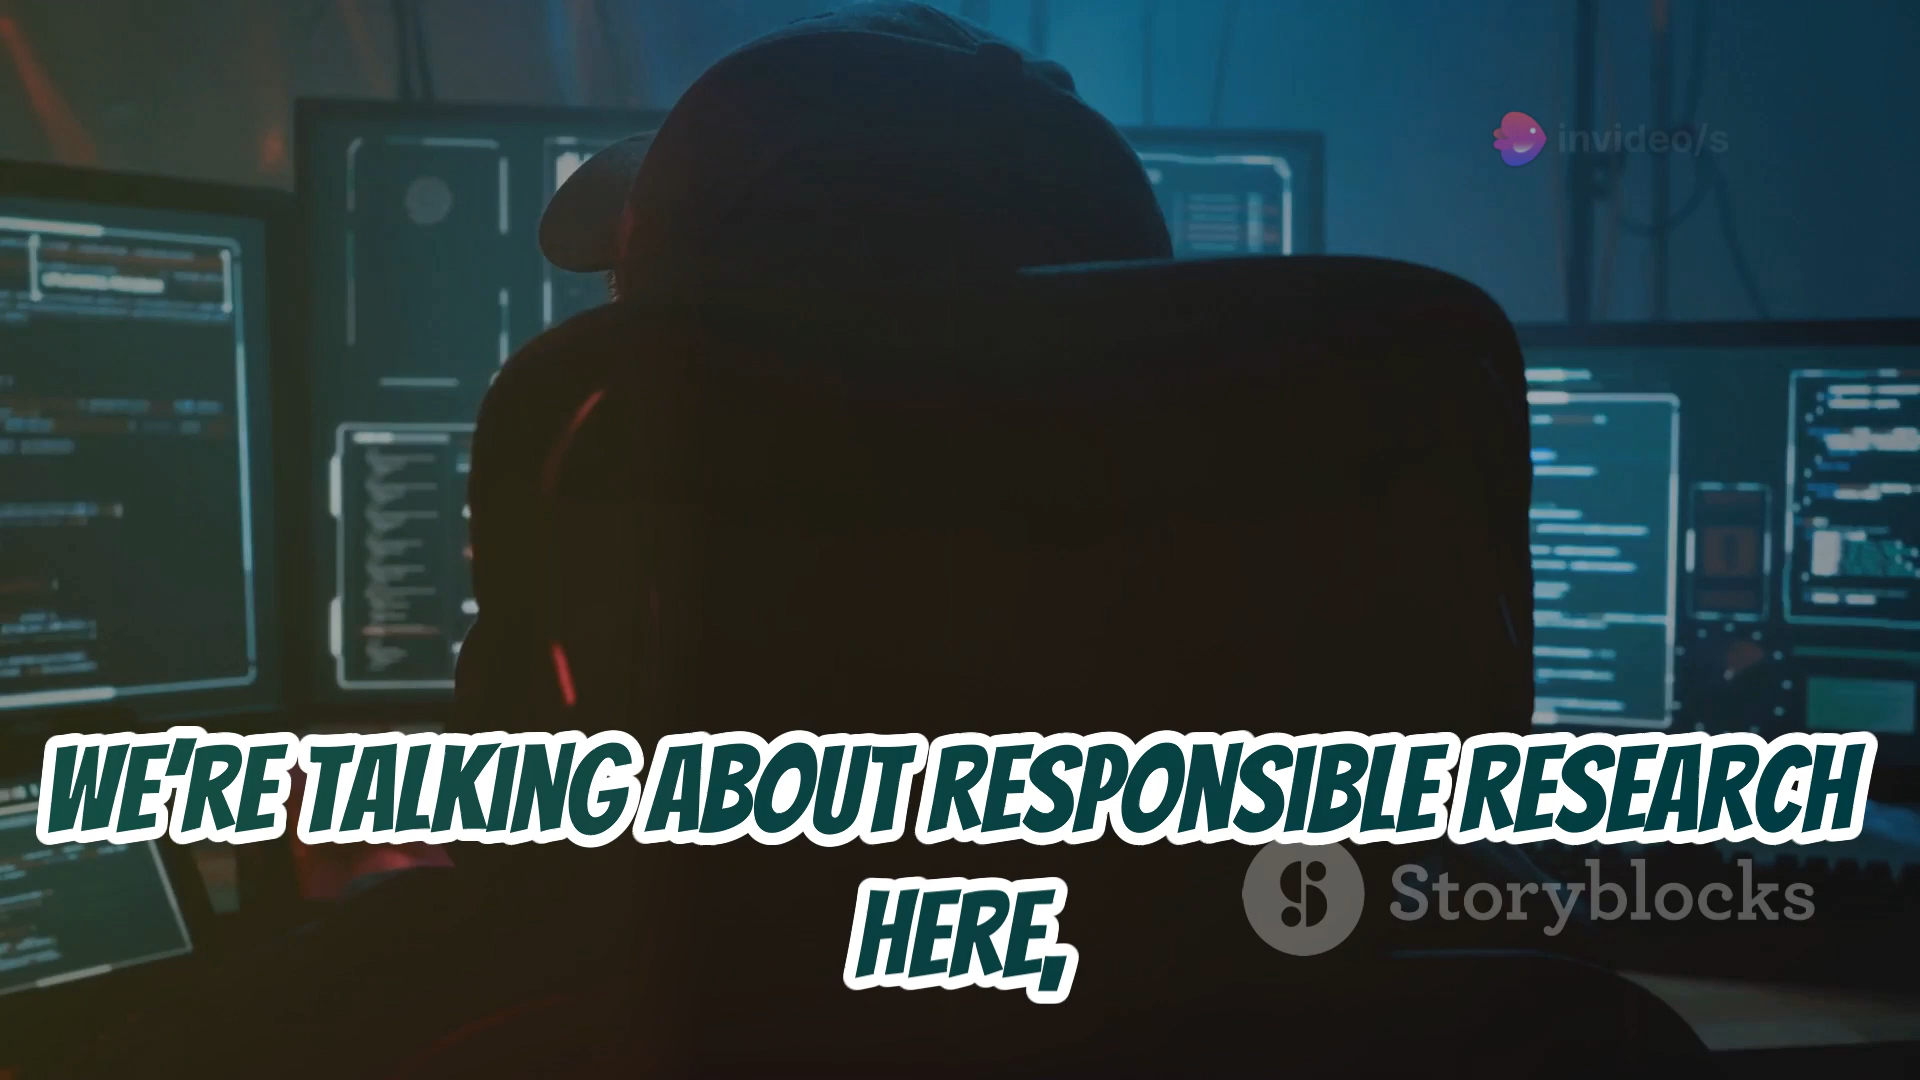 invideo/s
WE'RE TALKING ABOUT RESPONSIBLE RESEARCH
HERE,
Storyblocks